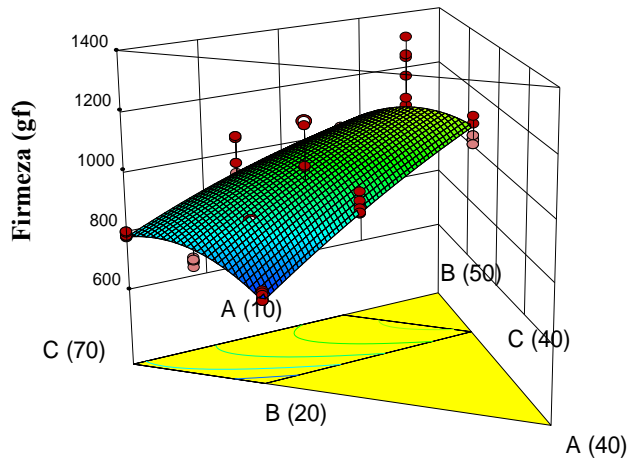 1400
1200
1000
800
600
Firmeza (gf)
B (50)
A (10)
C (40)
C (70)
B (20)
A (40)